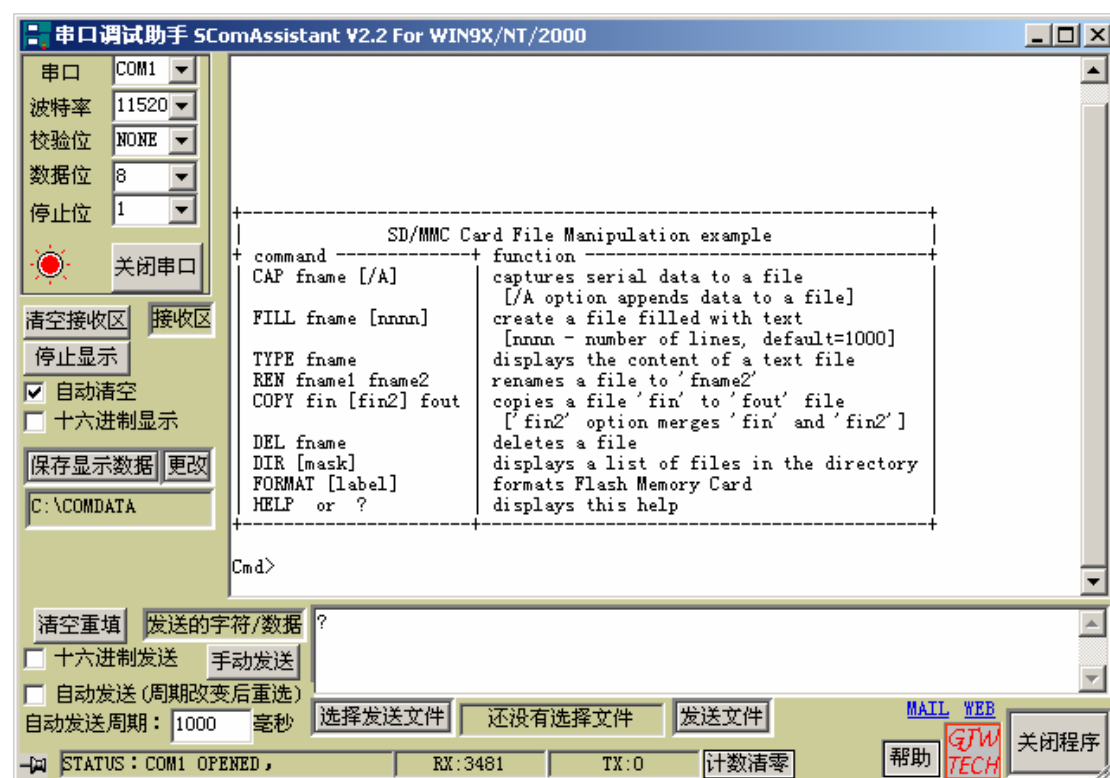 串口调试助手 SComAssistant V2.2 For WIN9X/NT/2000
串口 COM1
波特率 11520
校验位 NONE
数据位 8
停止位 1
关闭串口
清空接收区 接收区
停止显示
自动清空
十六进制显示
保存显示数据 更改
C:\COMDATA
+-----------------------------------------------------------------+
| SD/MMC Card File Manipulation example |
+ command ---------------+ function ------------------------------+
| CAP fname [/A] | captures serial data to a file |
| | [/A option appends data to a file] |
| FILL fname [nnnn] | create a file filled with text |
| | [nnnn - number of lines, default=1000] |
| TYPE fname | displays the content of a text file |
| REN fname1 fname2 | renames a file to 'fname2' |
| COPY fin [fin2] fout | copies a file 'fin' to 'fout' file |
| | ['fin2' option merges 'fin' and 'fin2'] |
| DEL fname | deletes a file |
| DIR [mask] | displays a list of files in the directory |
| FORMAT [label] | formats Flash Memory Card |
| HELP or ? | displays this help |
+------------------------+----------------------------------------+
Cmd>
清空重填 发送的字符/数据 ?
十六进制发送 手动发送
自动发送(周期改变后重选)
自动发送周期: 1000 毫秒 选择发送文件 还没有选择文件 发送文件 MAIL WEB
STATUS:COM1 OPENED, RX:3481 TX:0 计数清零 帮助 GJW TECH 关闭程序